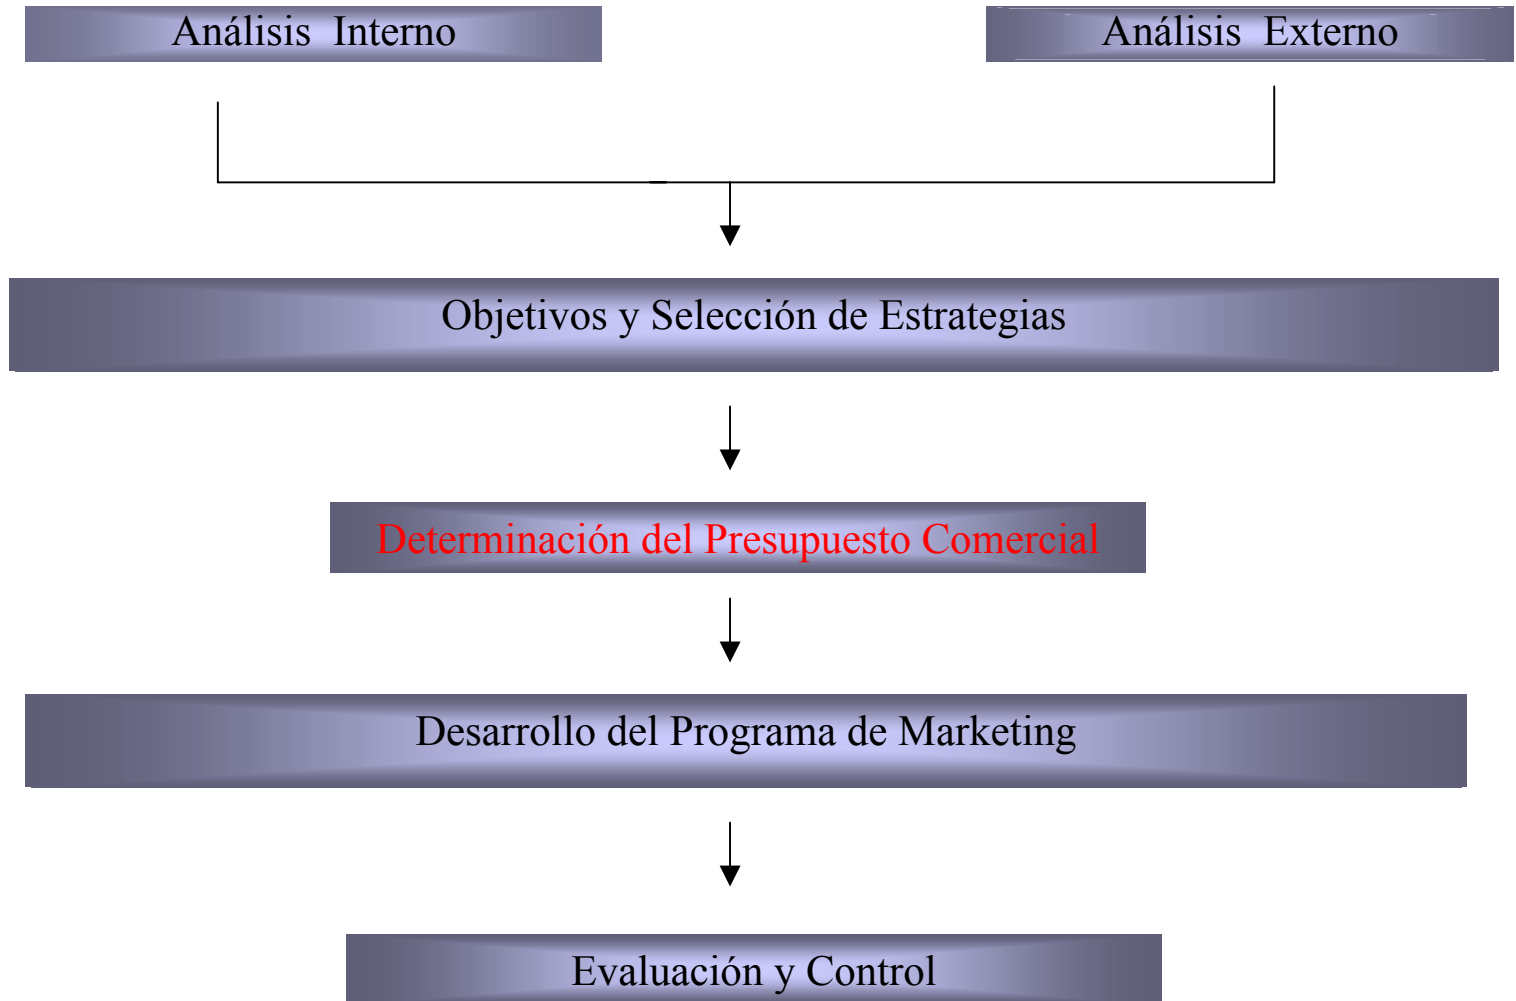 Análisis Interno
Análisis Externo
Objetivos y Selección de Estrategias
Determinación del Presupuesto Comercial
Desarrollo del Programa de Marketing
Evaluación y Control